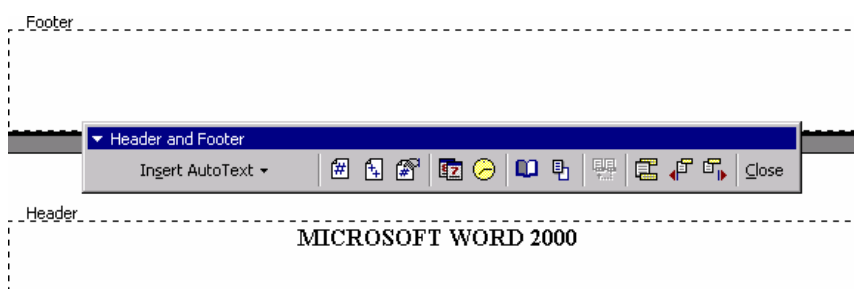 Footer
Header and Footer
Insert AutoText
Close
Header
MICROSOFT WORD 2000